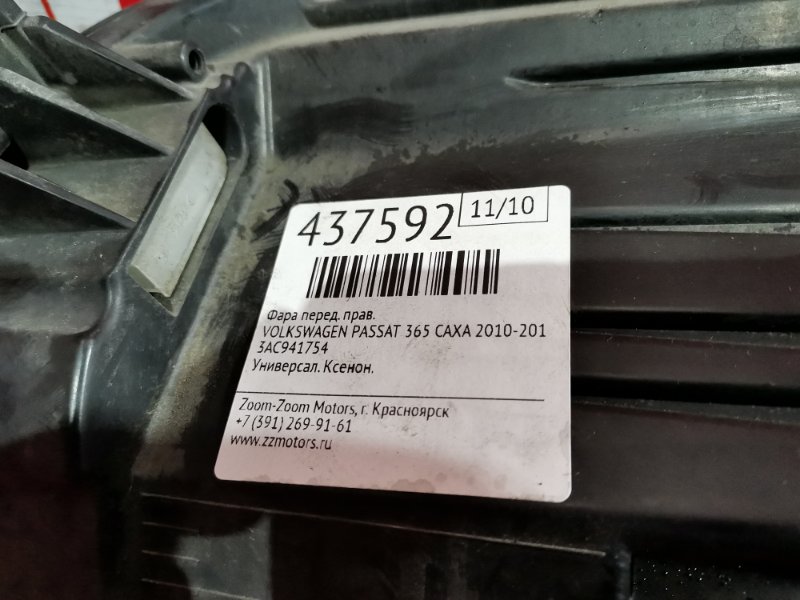 437592 11/10
Фара перед. прав.
VOLKSWAGEN PASSAT 365 CAXA 2010-201
3AC941754
Универсал. Ксенон.
Zoom-Zoom Motors, г. Красноярск
+7 (391) 269-91-61
www.zzmotors.ru